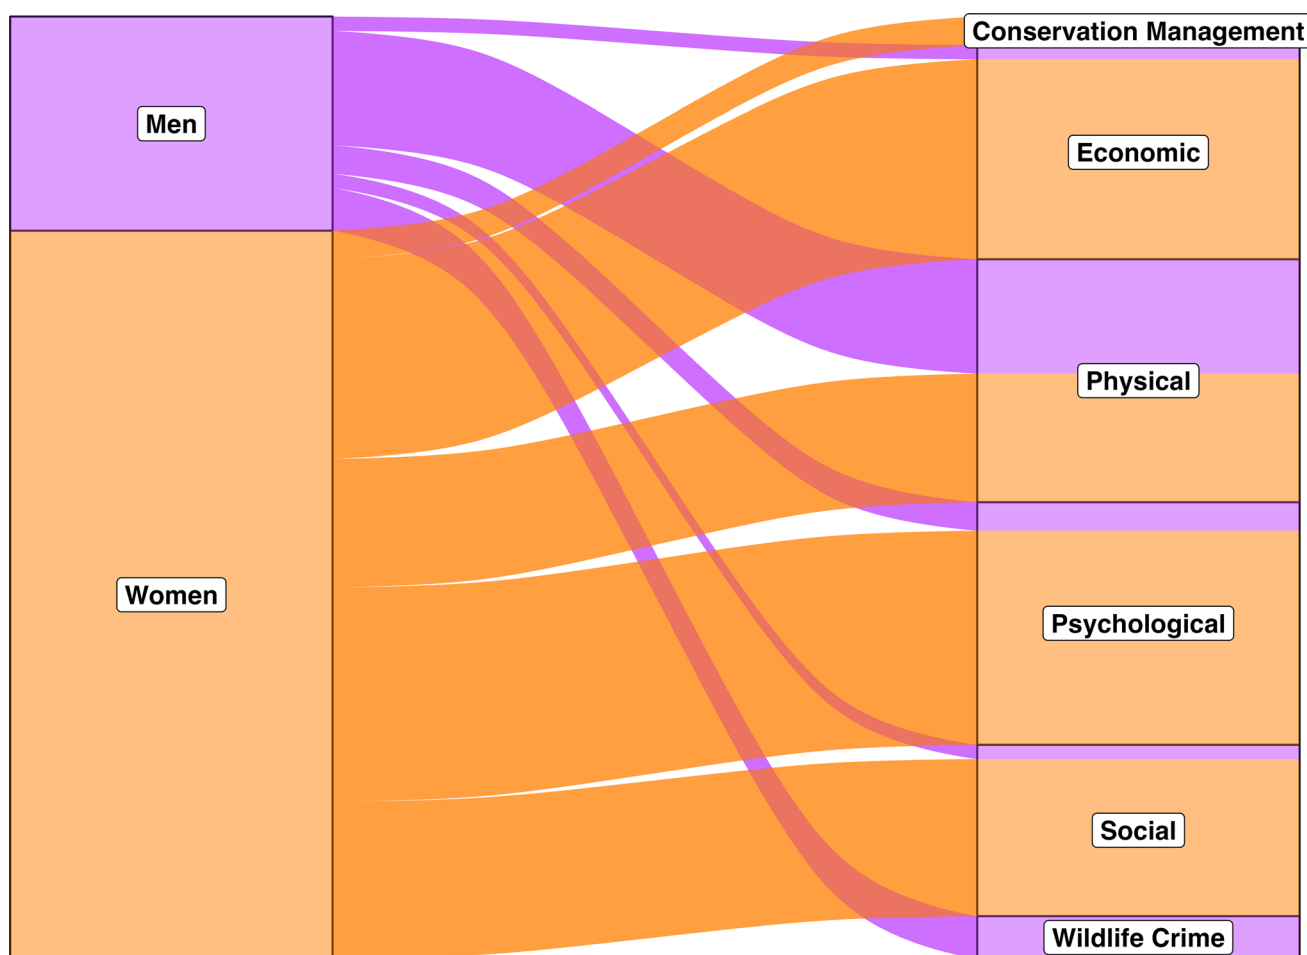 Men
Women
Conservation Management
Economic
Physical
Psychological
Social
Wildlife Crime